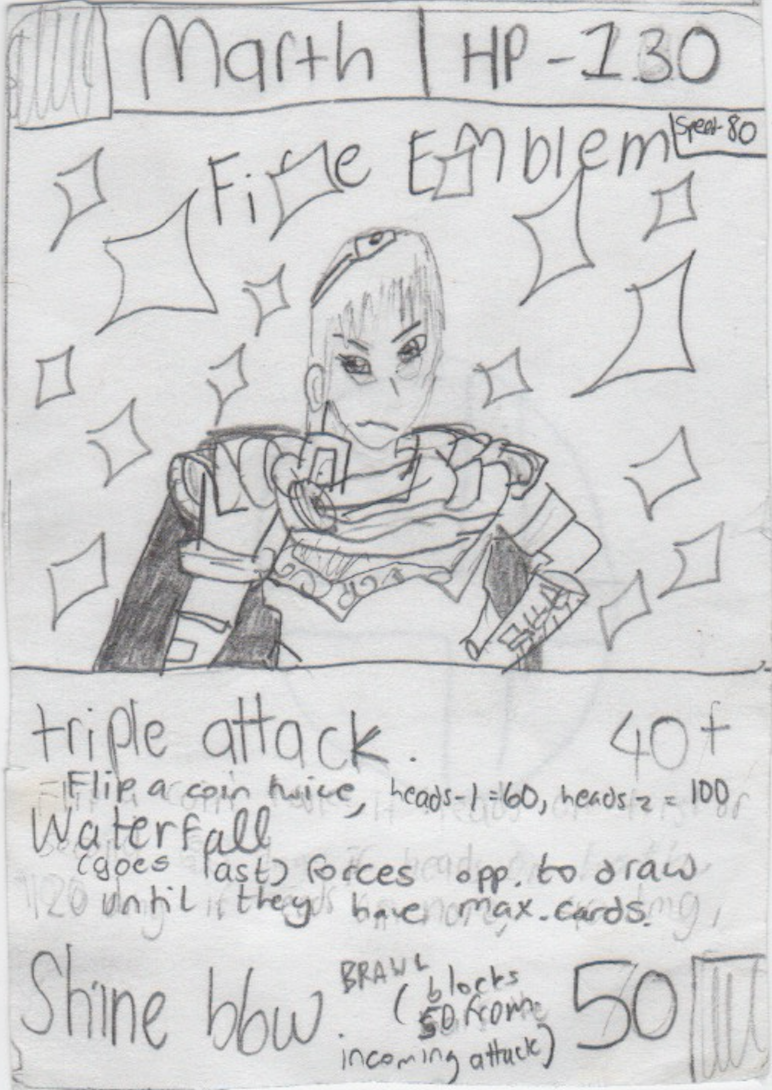 Marth | HP - 130
Speed-80
Fire Emblem
triple attack. 40+
Flip a coin twice, heads-1=60, heads 2 = 100
Waterfall
(goes last) forces opp. to draw
until they have max. cards.
Shine bbw. BRAWL 50
(blocks
50 from
incoming attack)